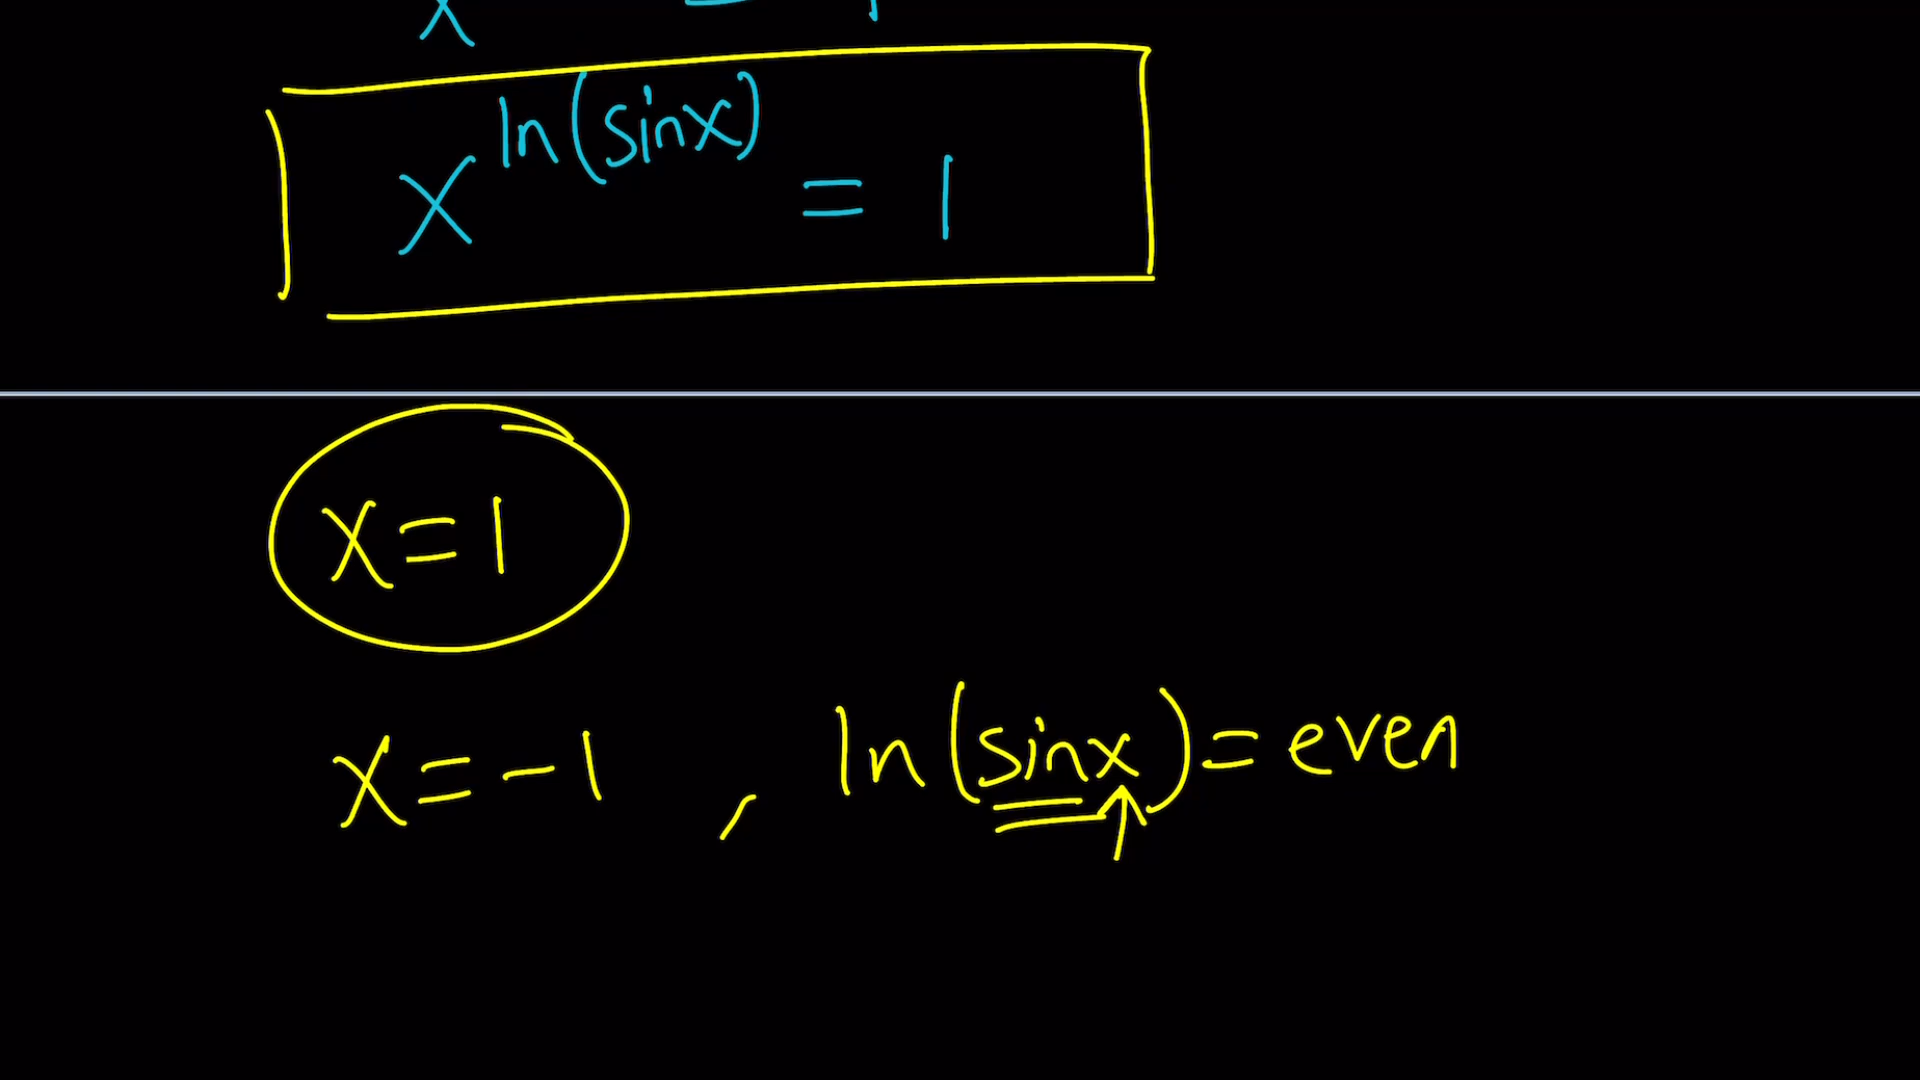 x
x^ln(sinx) = 1
x=1
x=-1 , ln(sinx)=even